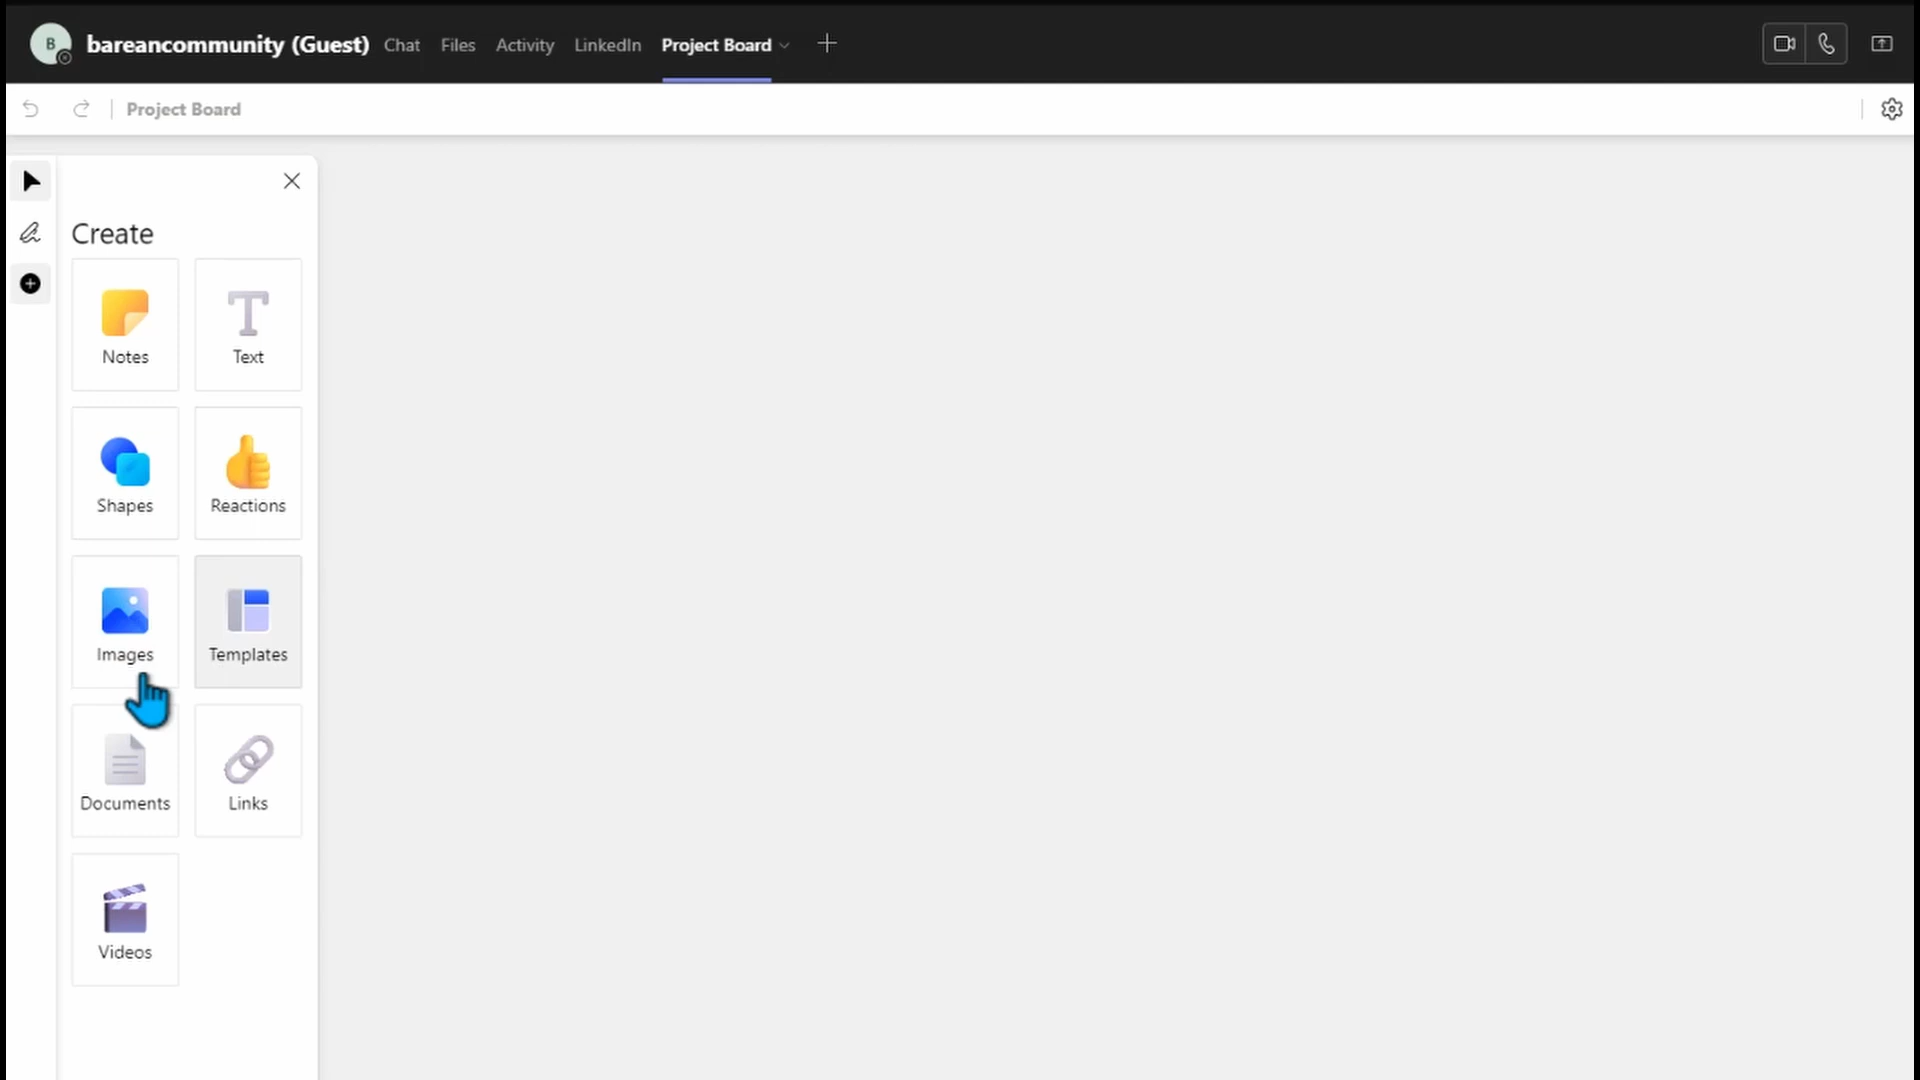 B bareancommunity (Guest) Chat Files Activity LinkedIn Project Board
Project Board
Create
Notes Text
Shapes Reactions
Images Templates
Documents Links
Videos